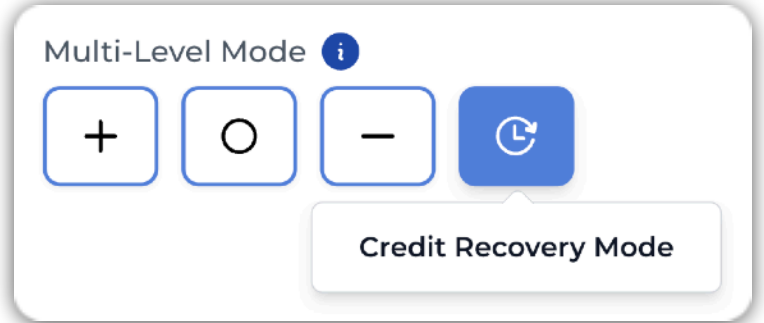 Multi-Level Mode i
+ ○ −
Credit Recovery Mode